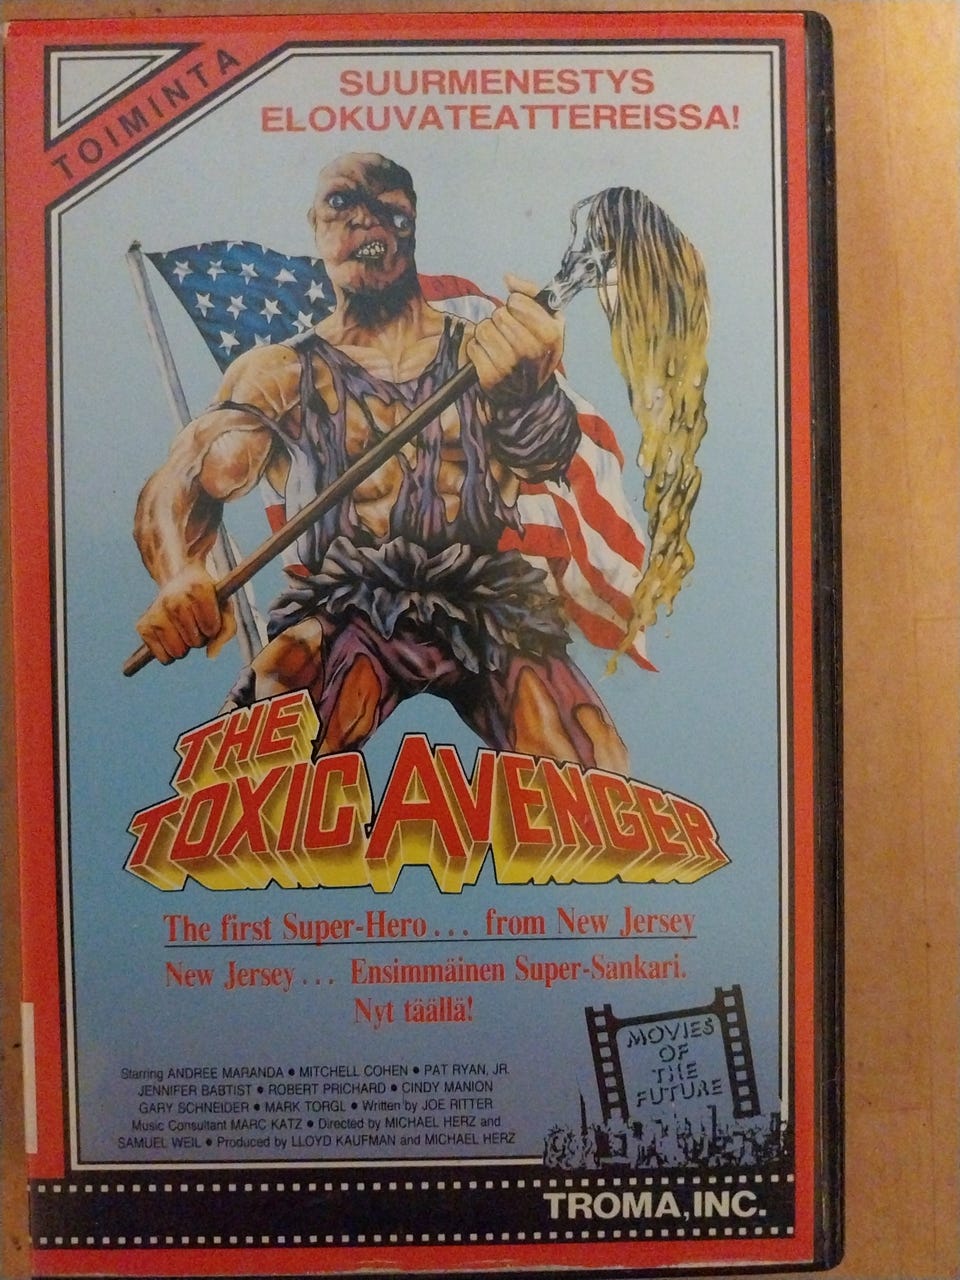 TOIMINTA
SUURMENESTYS
ELOKUVATEATTEREISSA!
THE
TOXIC AVENGER
The first Super-Hero... from New Jersey
New Jersey... Ensimmäinen Super-Sankari.
Nyt täällä!
MOVIES
OF
THE
FUTURE
Starring ANDREE MARANDA • MITCHELL COHEN • PAT RYAN, JR.
JENNIFER BABTIST • ROBERT PRICHARD • CINDY MANION
GARY SCHNEIDER • MARK TORGL • Written by JOE RITTER
Music Consultant MARC KATZ • Directed by MICHAEL HERZ and
SAMUEL WEIL • Produced by LLOYD KAUFMAN and MICHAEL HERZ
TROMA, INC.